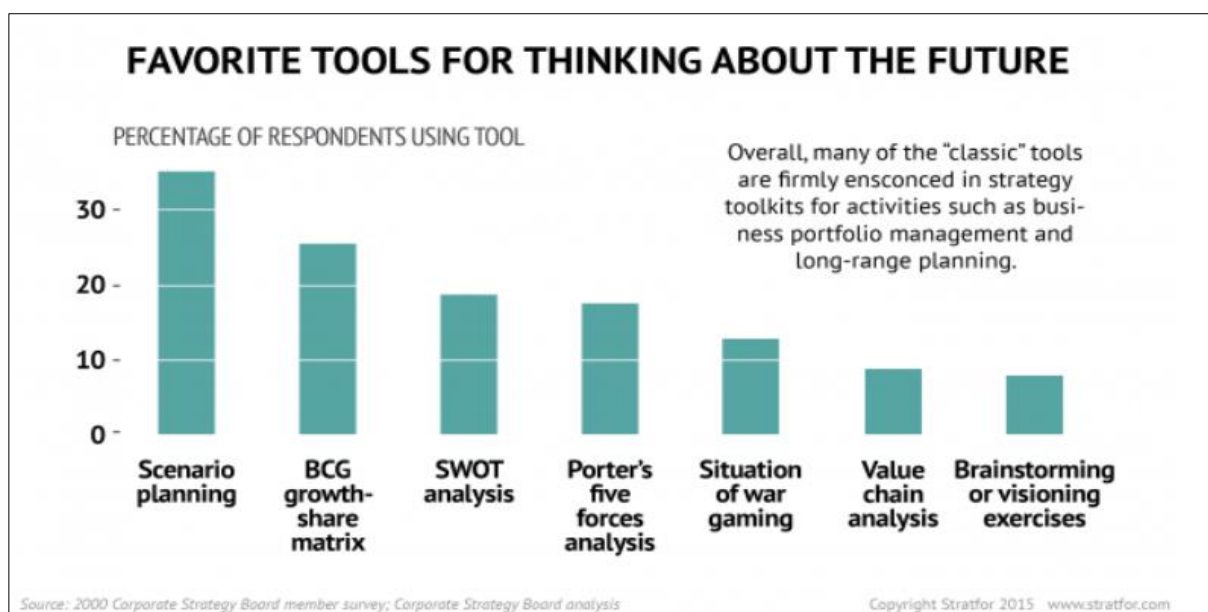 FAVORITE TOOLS FOR THINKING ABOUT THE FUTURE
PERCENTAGE OF RESPONDENTS USING TOOL
Overall, many of the “classic” tools
are firmly ensconced in strategy
toolkits for activities such as busi-
ness portfolio management and
long-range planning.
30
20
10
0
Scenario
planning
BCG
growth-
share
matrix
SWOT
analysis
Porter’s
five
forces
analysis
Situation
of war
gaming
Value
chain
analysis
Brainstorming
or visioning
exercises
Source: 2000 Corporate Strategy Board member survey; Corporate Strategy Board analysis
Copyright Stratfor 2015 www.stratfor.com